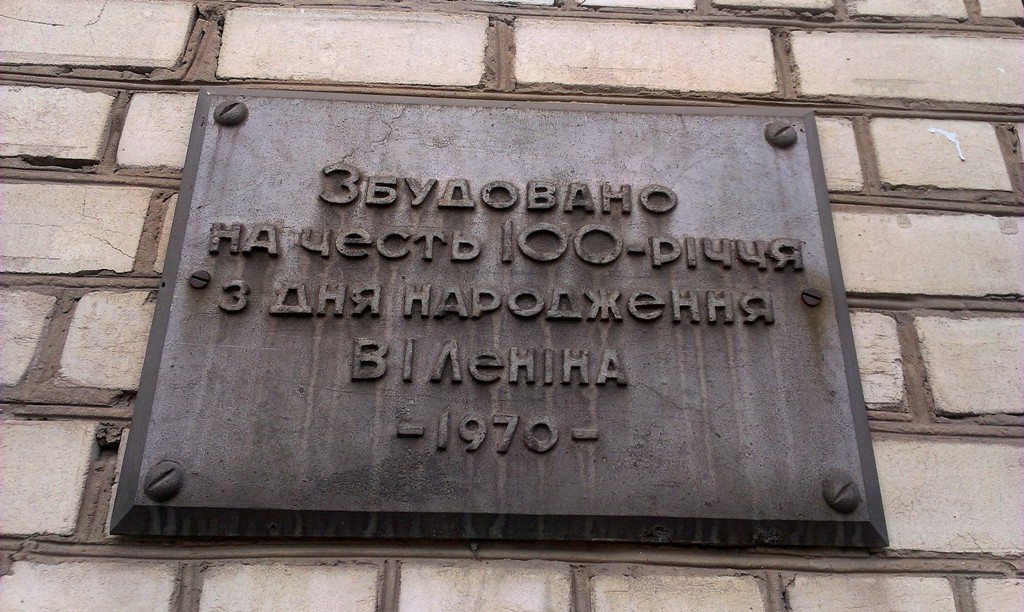 Збудовано
на честь 100-річчя
з дня народження
В І Леніна
- 1970 -